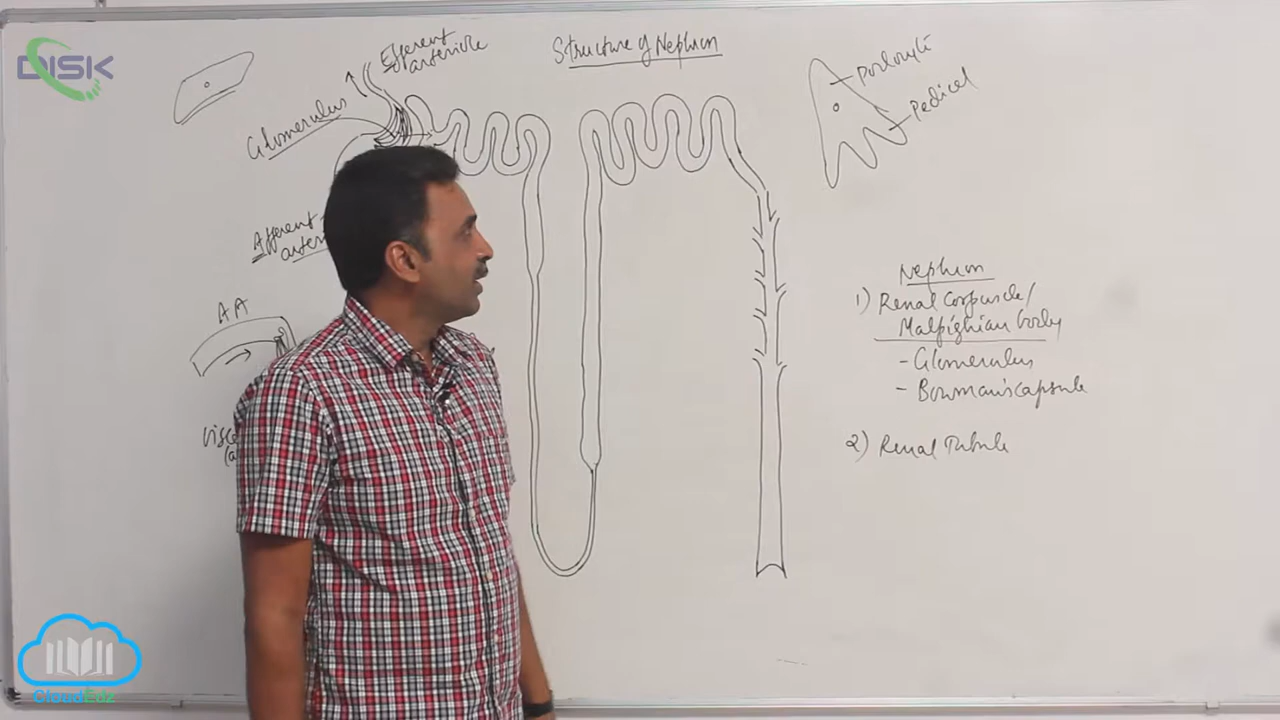 DISK
Structure of Nephron
Efferent
arteriole
Glomerulus
Afferent
AA
Podocyte
Pedicel
Nephron
1) Renal Corpuscle/
Malpighian body
- Glomerulus
- Bowman's capsule
2) Renal Tubule
CloudEdz